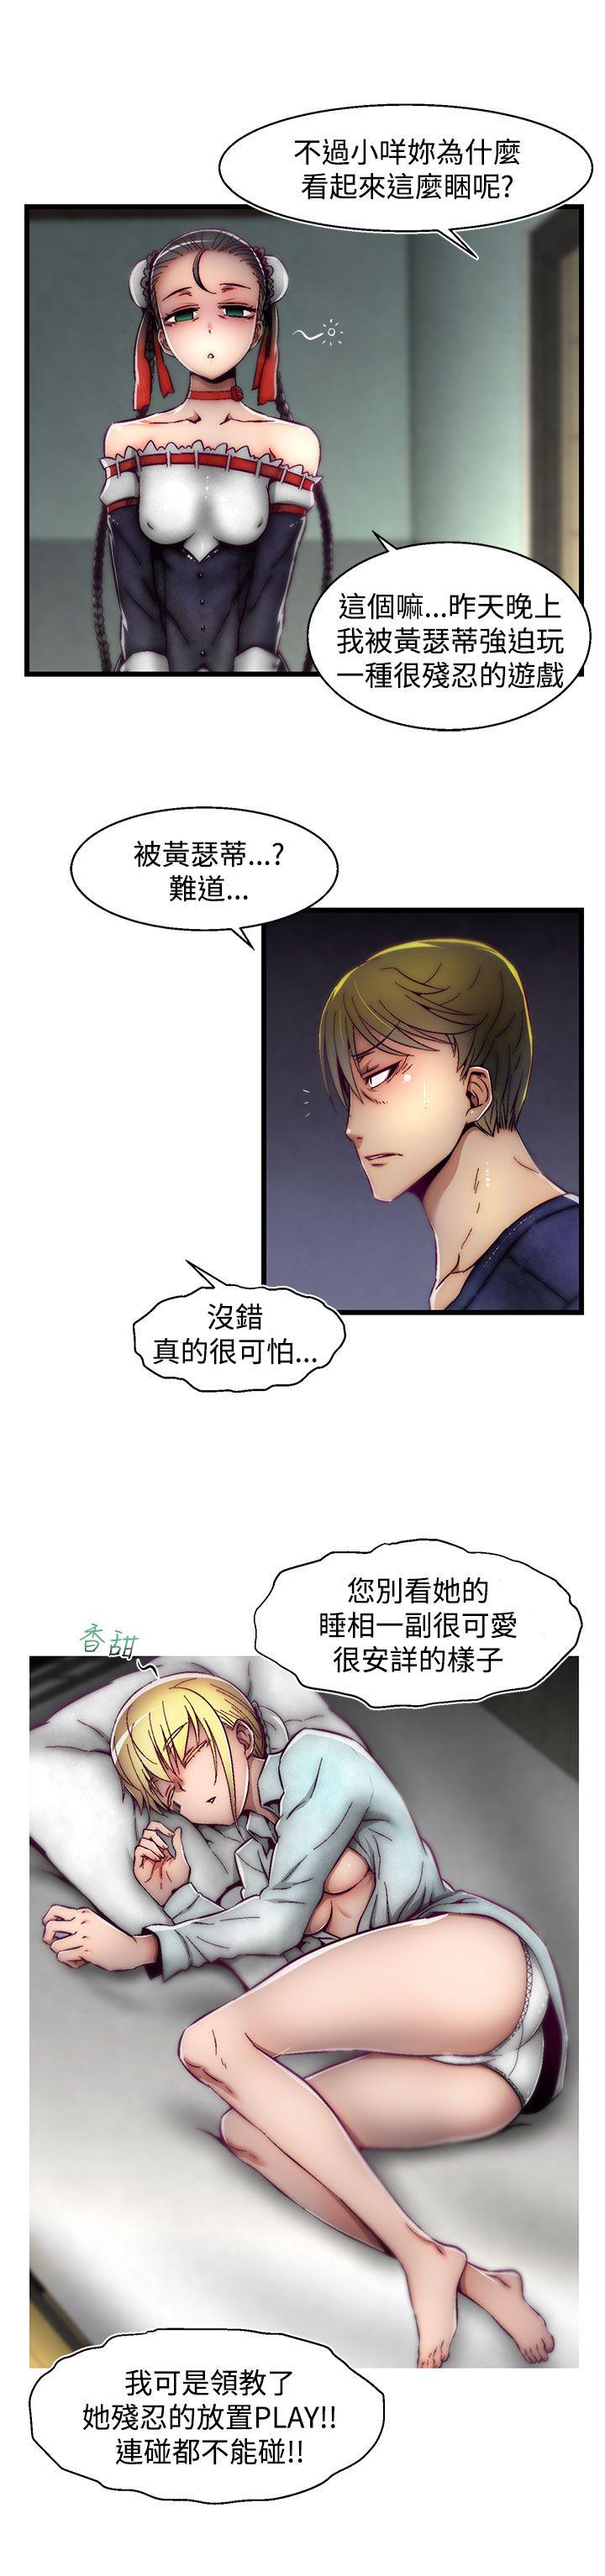 不過小咩妳為什麼
看起來這麼睏呢?
這個嘛...昨天晚上
我被黃瑟蒂強迫玩
一種很殘忍的遊戲
被黃瑟蒂...?
難道...
沒錯
真的很可怕...
您別看她的
睡相一副很可愛
很安詳的樣子
香甜
我可是領教了
她殘忍的放置PLAY!!
連碰都不能碰!!